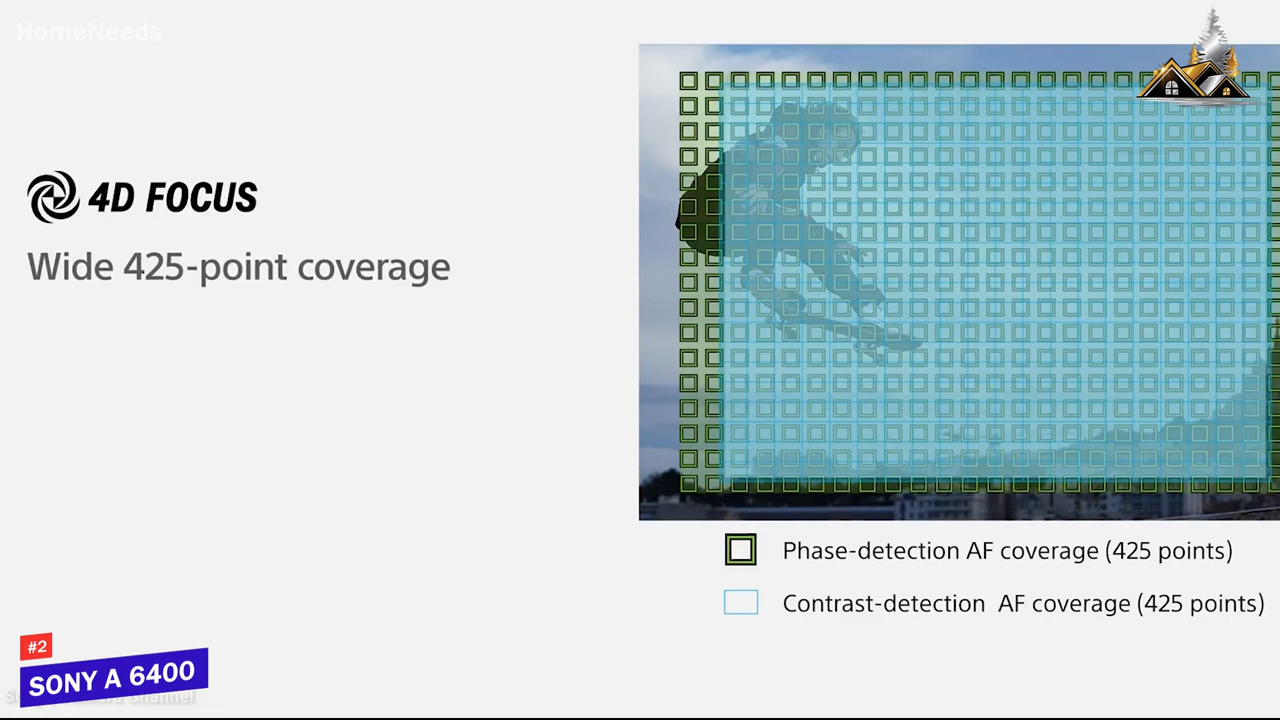 HomeNeeds
4D FOCUS
Wide 425-point coverage
Phase-detection AF coverage (425 points)
Contrast-detection AF coverage (425 points)
#2
SONY A 6400
Channel